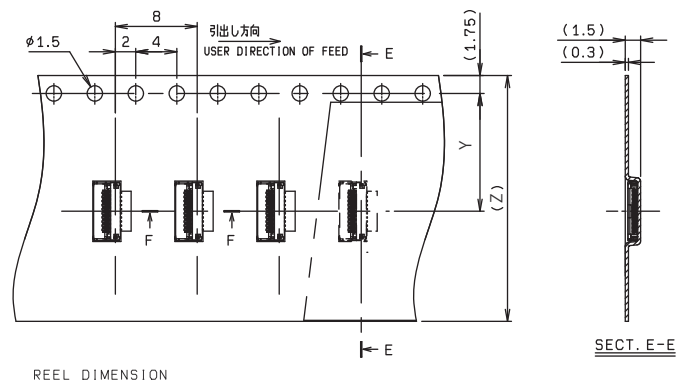 8
引出し方向
φ1.5
2
4
USER DIRECTION OF FEED
E
(1.75)
(1.5)
(0.3)
Y
(Z)
F
F
E
SECT. E-E
REEL DIMENSION